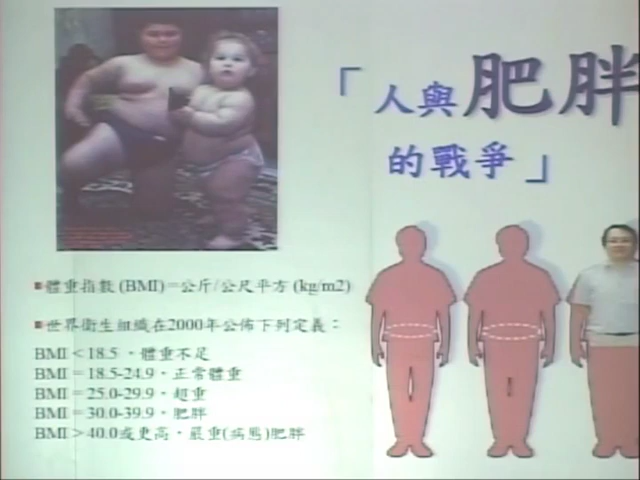 「人與肥胖
的戰爭」
■體重指數(BMI)=公斤/公尺平方(kg/m2)
■世界衛生組織在2000年公佈下列定義：
BMI < 18.5，體重不足
BMI = 18.5-24.9，正常體重
BMI = 25.0-29.9，超重
BMI = 30.0-39.9，肥胖
BMI > 40.0或更高，嚴重(病態)肥胖